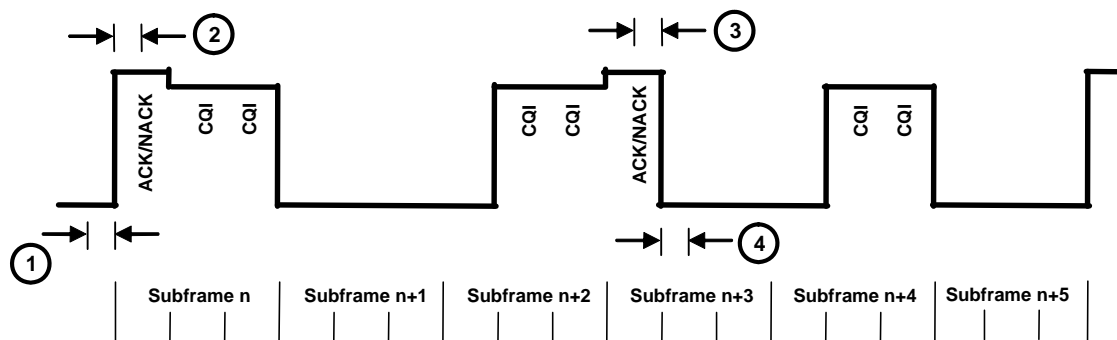 2
3
ACK/NACK
CQI
CQI
CQI
CQI
ACK/NACK
CQI
CQI
1
4
Subframe n
Subframe n+1
Subframe n+2
Subframe n+3
Subframe n+4
Subframe n+5